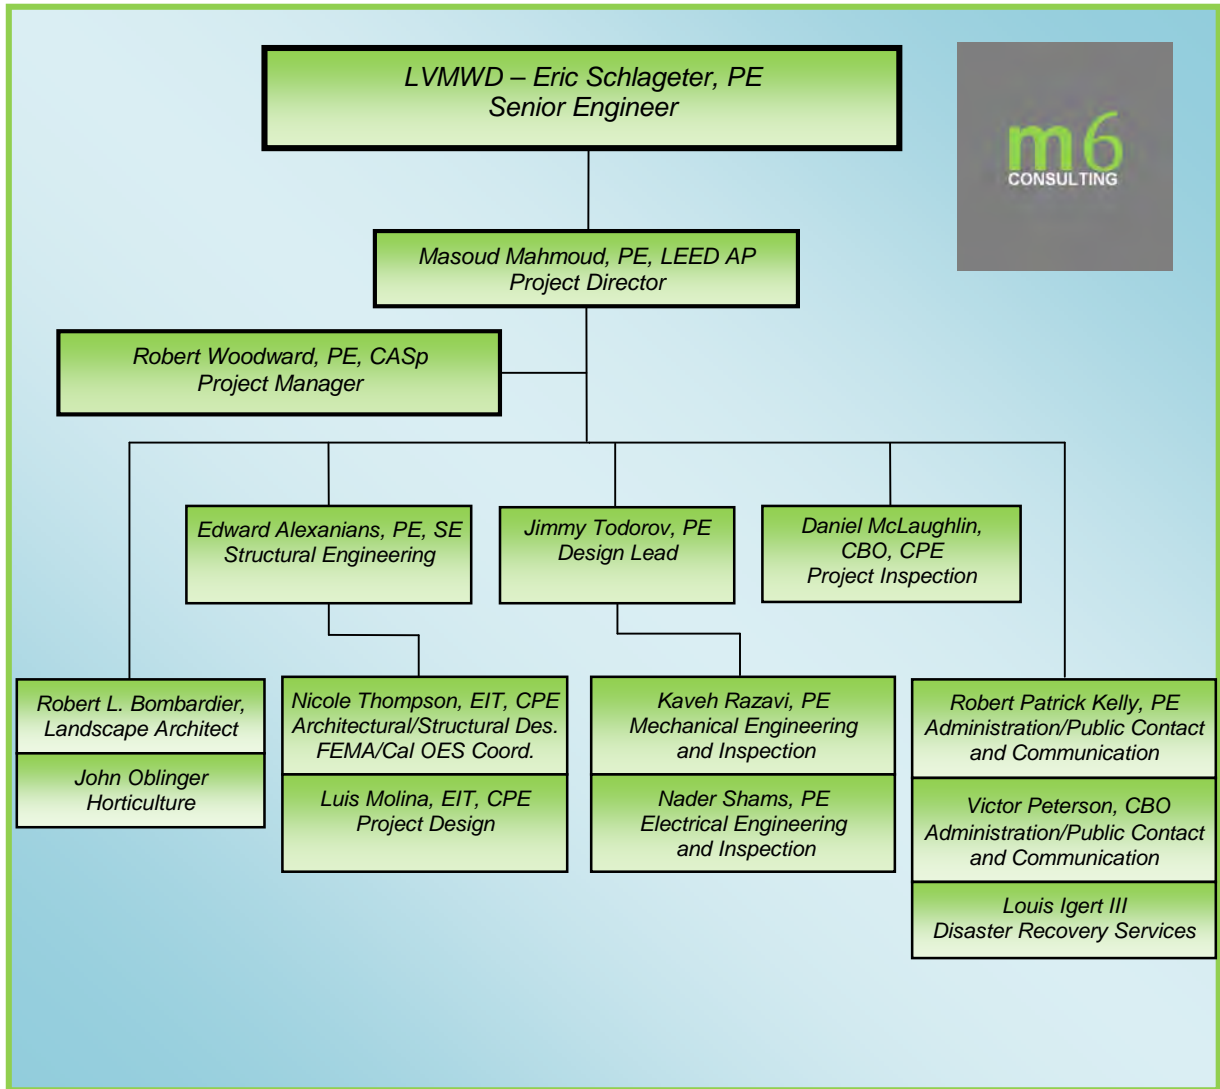 LVMWD – Eric Schlageter, PE
Senior Engineer
m6
CONSULTING
Masoud Mahmoud, PE, LEED AP
Project Director
Robert Woodward, PE, CASp
Project Manager
Edward Alexanians, PE, SE
Structural Engineering
Jimmy Todorov, PE
Design Lead
Daniel McLaughlin,
CBO, CPE
Project Inspection
Robert L. Bombardier,
Landscape Architect
John Oblinger
Horticulture
Nicole Thompson, EIT, CPE
Architectural/Structural Des.
FEMA/Cal OES Coord.
Luis Molina, EIT, CPE
Project Design
Kaveh Razavi, PE
Mechanical Engineering
and Inspection
Nader Shams, PE
Electrical Engineering
and Inspection
Robert Patrick Kelly, PE
Administration/Public Contact
and Communication
Victor Peterson, CBO
Administration/Public Contact
and Communication
Louis Igert III
Disaster Recovery Services